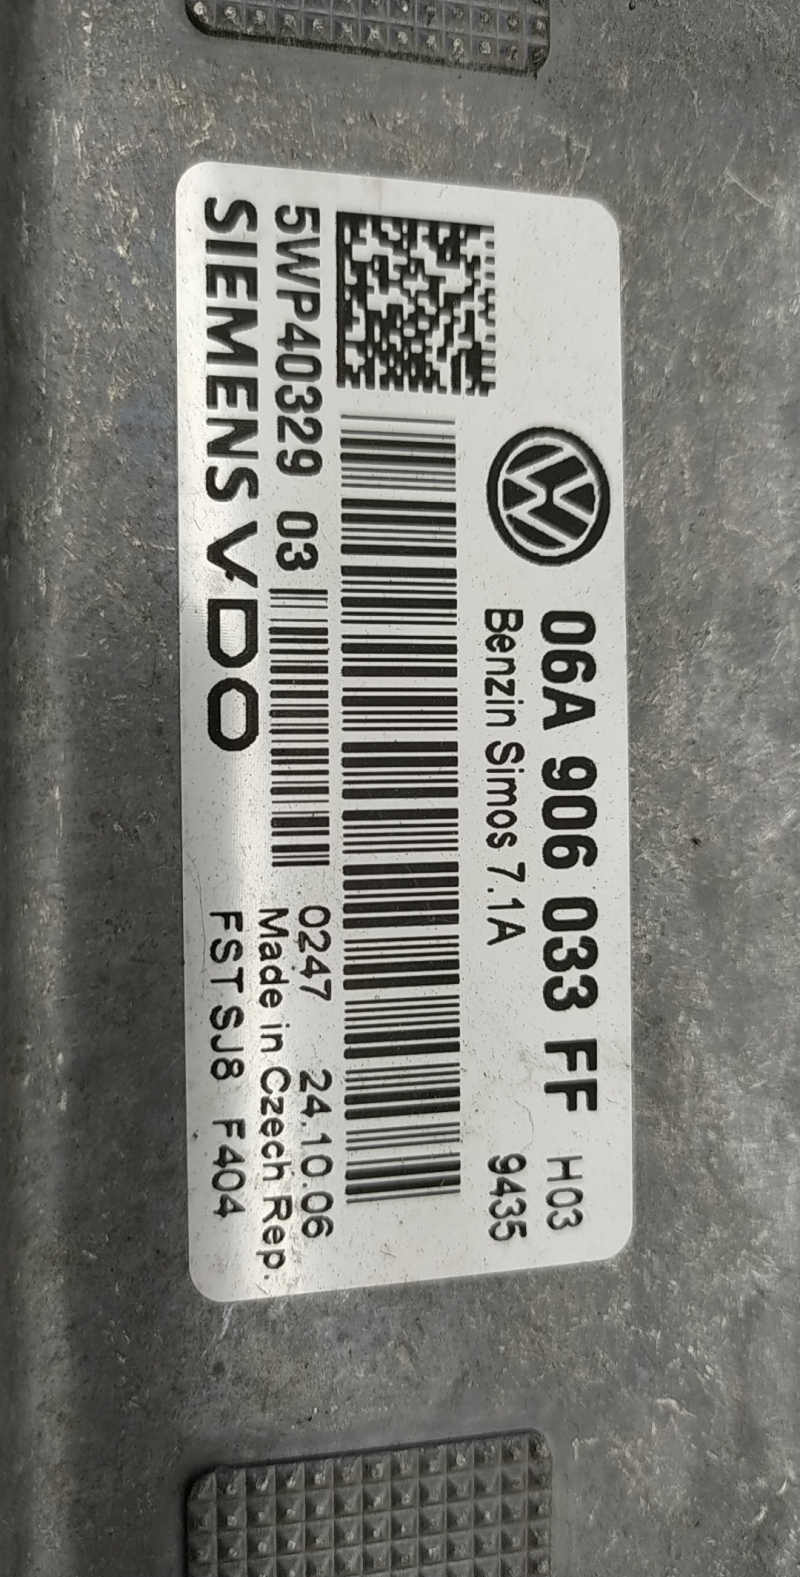 06A 906 033 FF H03
Benzin Simos 7.1A 9435
5WP40329 03
0247 24.10.06
Made in Czech Rep.
SIEMENS VDO
FST SJ8 F404